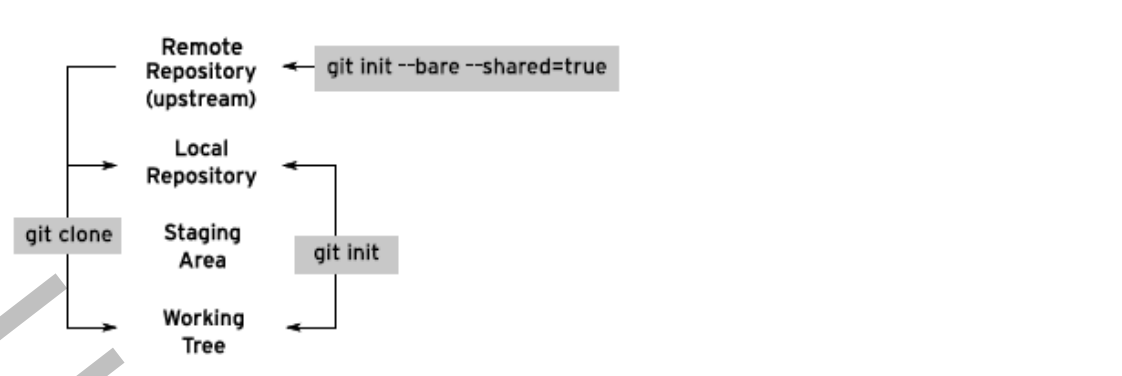 Remote
Repository
(upstream)
git init --bare --shared=true
Local
Repository
git clone
Staging
Area
git init
Working
Tree